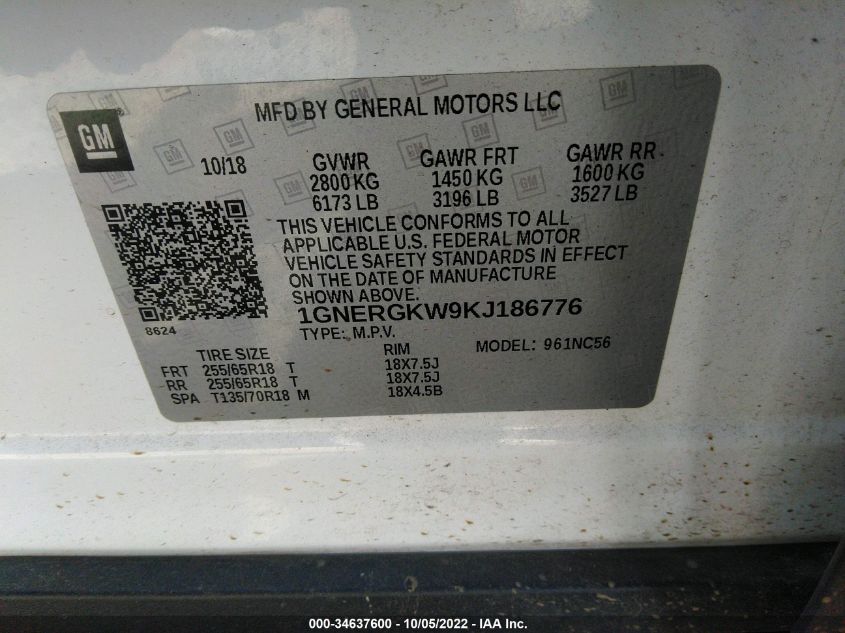 MFD BY GENERAL MOTORS LLC
GM
10/18
GVWR GAWR FRT GAWR RR
2800 KG 1450 KG 1600 KG
6173 LB 3196 LB 3527 LB
THIS VEHICLE CONFORMS TO ALL
APPLICABLE U.S. FEDERAL MOTOR
VEHICLE SAFETY STANDARDS IN EFFECT
ON THE DATE OF MANUFACTURE
SHOWN ABOVE.
1GNERGKW9KJ186776
8624
TYPE: M.P.V.
MODEL: 961NC56
TIRE SIZE RIM
FRT 255/65R18 T 18X7.5J
RR 255/65R18 T 18X7.5J
SPA T135/70R18 M 18X4.5B
000-34637600 - 10/05/2022 - IAA Inc.